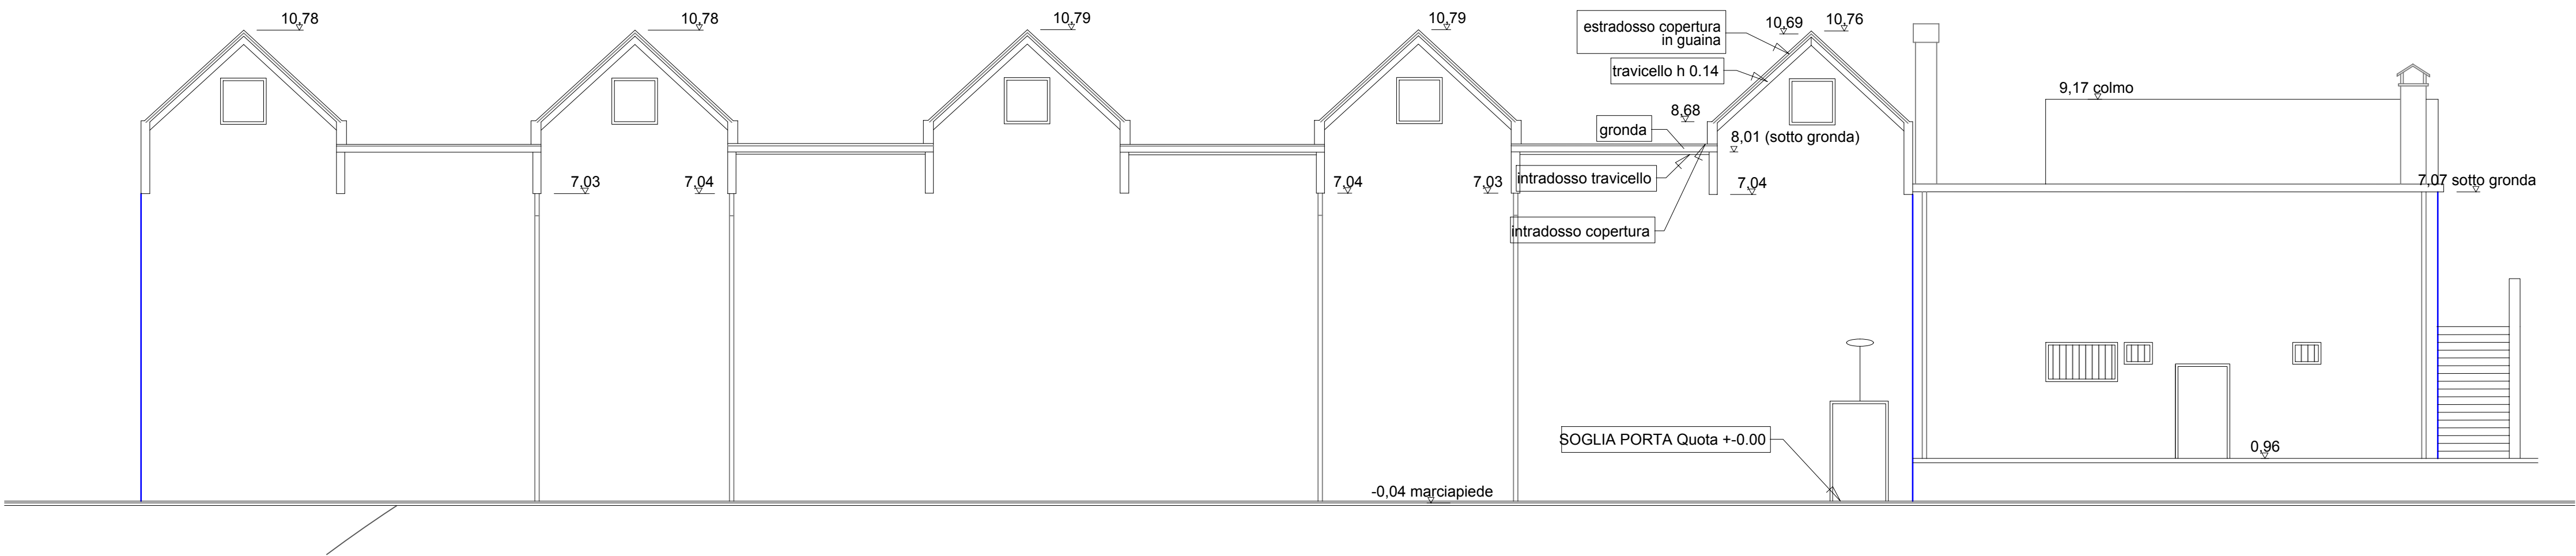 10,78
10,78
10,79
10,79
estradosso copertura
in guaina
10,69
10,76
travicello h 0.14
9,17 colmo
8,68
gronda
8,01 (sotto gronda)
7,03
7,04
7,04
7,03
intradosso travicello
7,04
7,07 sotto gronda
intradosso copertura
SOGLIA PORTA Quota +-0.00
0,96
-0,04 marciapiede